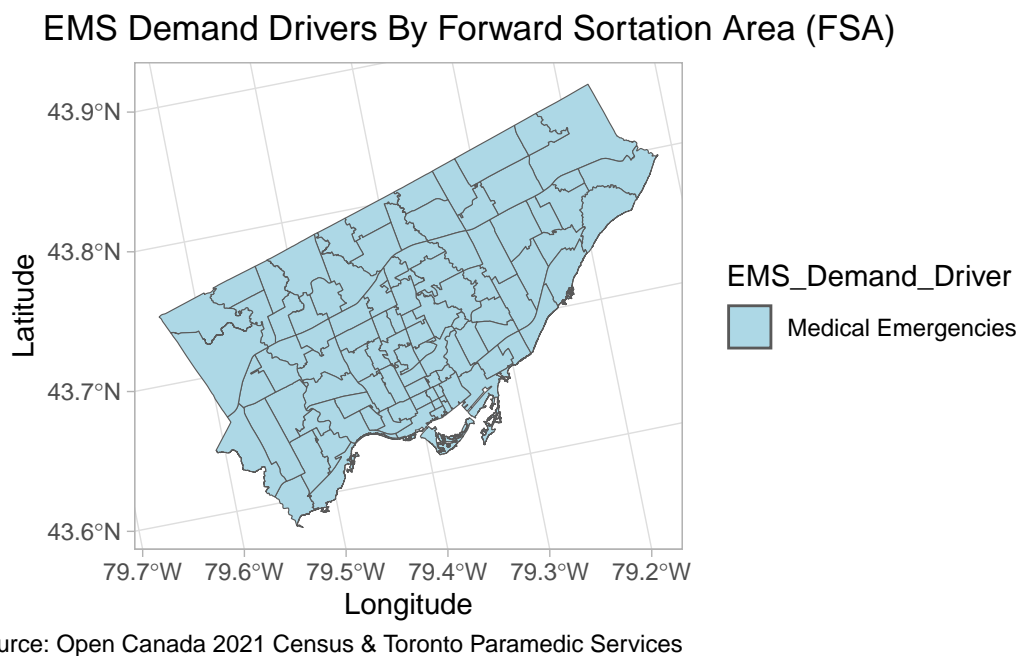 EMS Demand Drivers By Forward Sortation Area (FSA)
43.9°N
43.8°N
43.7°N
43.6°N
Latitude
79.7°W 79.6°W 79.5°W 79.4°W 79.3°W 79.2°W
Longitude
EMS_Demand_Driver
Medical Emergencies
urce: Open Canada 2021 Census & Toronto Paramedic Services